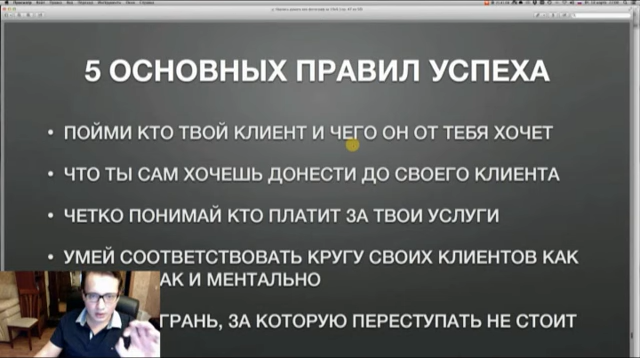 5 ОСНОВНЫХ ПРАВИЛ УСПЕХА
• ПОЙМИ КТО ТВОЙ КЛИЕНТ И ЧЕГО ОН ОТ ТЕБЯ ХОЧЕТ
• ЧТО ТЫ САМ ХОЧЕШЬ ДОНЕСТИ ДО СВОЕГО КЛИЕНТА
• ЧЕТКО ПОНИМАЙ КТО ПЛАТИТ ЗА ТВОИ УСЛУГИ
• УМЕЙ СООТВЕТСТВОВАТЬ КРУГУ СВОИХ КЛИЕНТОВ КАК
АК И МЕНТАЛЬНО
ГРАНЬ, ЗА КОТОРУЮ ПЕРЕСТУПАТЬ НЕ СТОИТ